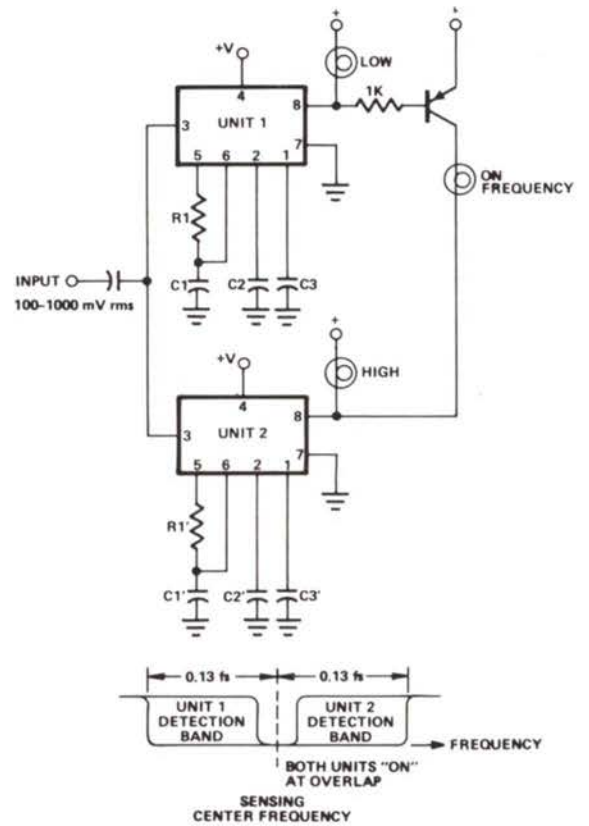 +
+
+V
LOW
4
8
1K
3
UNIT 1
7
5 6 2 1
ON
FREQUENCY
R1
INPUT
C1 C2 C3
100–1000 mV rms
+
+V
HIGH
4
8
3
UNIT 2
7
5 6 2 1
R1'
C1' C2' C3'
0.13 fs 0.13 fs
UNIT 1
DETECTION
BAND
UNIT 2
DETECTION
BAND
FREQUENCY
BOTH UNITS "ON"
AT OVERLAP
SENSING
CENTER FREQUENCY